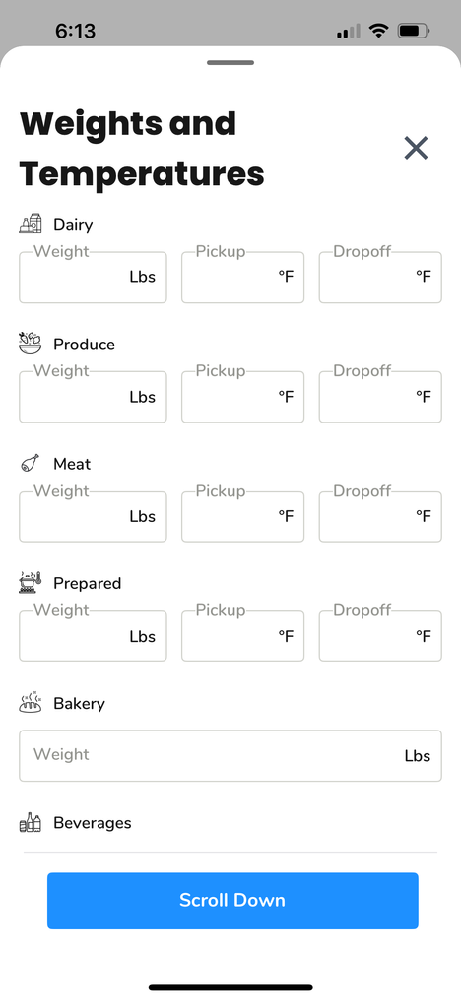 6:13
Weights and
Temperatures
Dairy
Weight Pickup Dropoff
Lbs °F °F
Produce
Weight Pickup Dropoff
Lbs °F °F
Meat
Weight Pickup Dropoff
Lbs °F °F
Prepared
Weight Pickup Dropoff
Lbs °F °F
Bakery
Weight Lbs
Beverages
Scroll Down